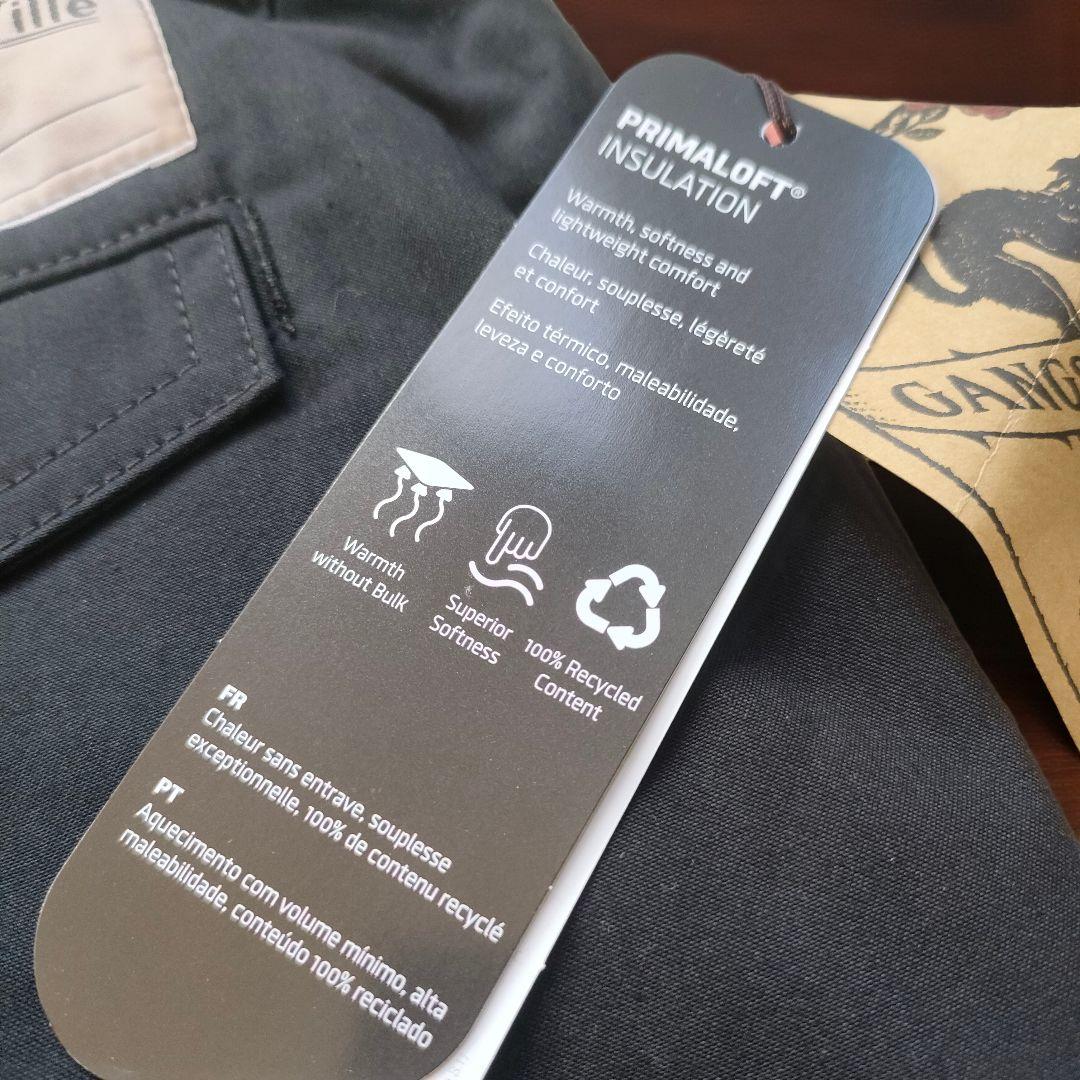 PRIMALOFT®
INSULATION
Warmth, softness and
lightweight comfort
Chaleur, souplesse, légèreté
et confort
Efeito térmico, maleabilidade,
leveza e conforto
Warmth
without Bulk
Superior
Softness
100% Recycled
Content
FR
Chaleur sans entrave, souplesse
exceptionnelle, 100% de contenu recyclé
PT
Aquecimento com volume mínimo, alta
maleabilidade, conteúdo 100% reciclado